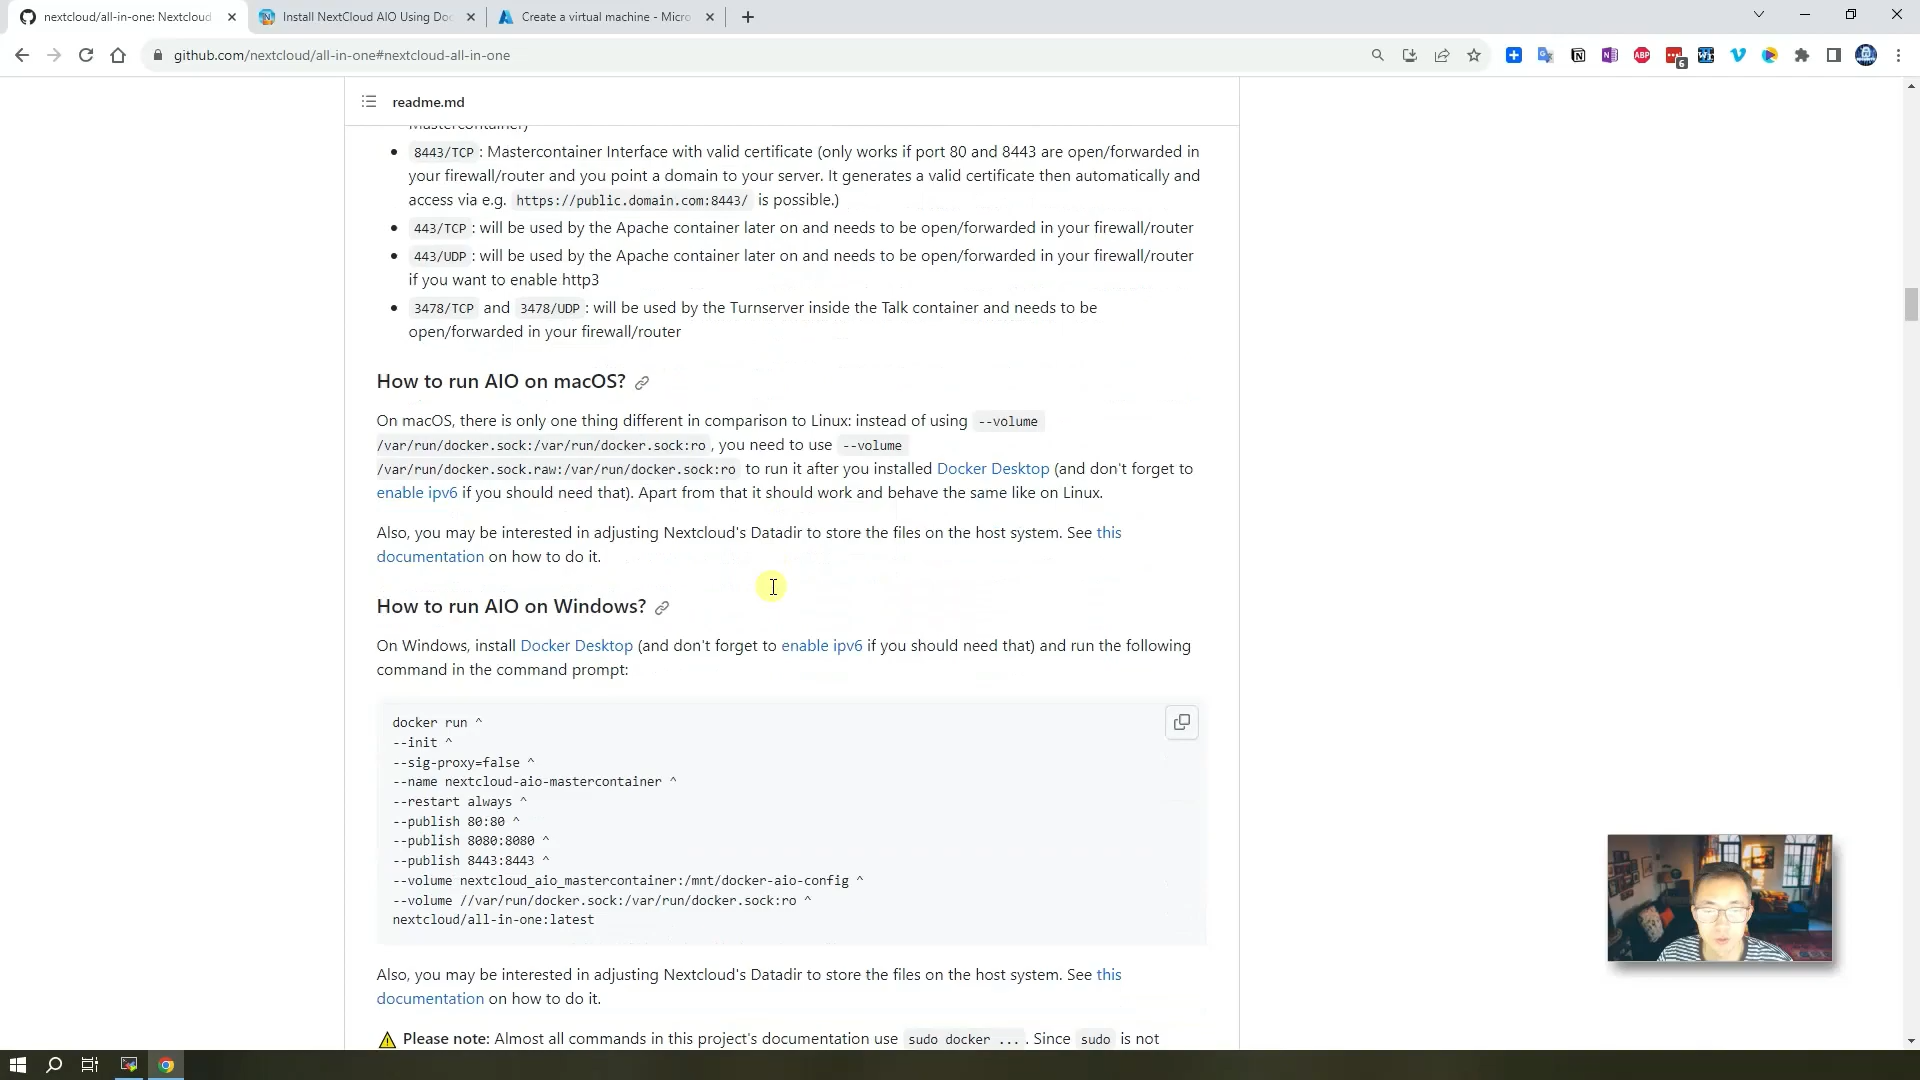 nextcloud/all-in-one: Nextcloud
Install NextCloud AIO Using Doc
Create a virtual machine - Micro
github.com/nextcloud/all-in-one#nextcloud-all-in-one
ABP
6
readme.md
Mastercontainer)
8443/TCP : Mastercontainer Interface with valid certificate (only works if port 80 and 8443 are open/forwarded in
your firewall/router and you point a domain to your server. It generates a valid certificate then automatically and
access via e.g. https://public.domain.com:8443/ is possible.)
443/TCP : will be used by the Apache container later on and needs to be open/forwarded in your firewall/router
443/UDP : will be used by the Apache container later on and needs to be open/forwarded in your firewall/router
if you want to enable http3
3478/TCP and 3478/UDP : will be used by the Turnserver inside the Talk container and needs to be
open/forwarded in your firewall/router
How to run AIO on macOS?
On macOS, there is only one thing different in comparison to Linux: instead of using --volume
/var/run/docker.sock:/var/run/docker.sock:ro , you need to use --volume
/var/run/docker.sock.raw:/var/run/docker.sock:ro to run it after you installed Docker Desktop (and don't forget to
enable ipv6 if you should need that). Apart from that it should work and behave the same like on Linux.
Also, you may be interested in adjusting Nextcloud's Datadir to store the files on the host system. See this
documentation on how to do it.
How to run AIO on Windows?
On Windows, install Docker Desktop (and don't forget to enable ipv6 if you should need that) and run the following
command in the command prompt:
docker run ^
--init ^
--sig-proxy=false ^
--name nextcloud-aio-mastercontainer ^
--restart always ^
--publish 80:80 ^
--publish 8080:8080 ^
--publish 8443:8443 ^
--volume nextcloud_aio_mastercontainer:/mnt/docker-aio-config ^
--volume //var/run/docker.sock:/var/run/docker.sock:ro ^
nextcloud/all-in-one:latest
Also, you may be interested in adjusting Nextcloud's Datadir to store the files on the host system. See this
documentation on how to do it.
Please note: Almost all commands in this project's documentation use sudo docker ... . Since sudo is not